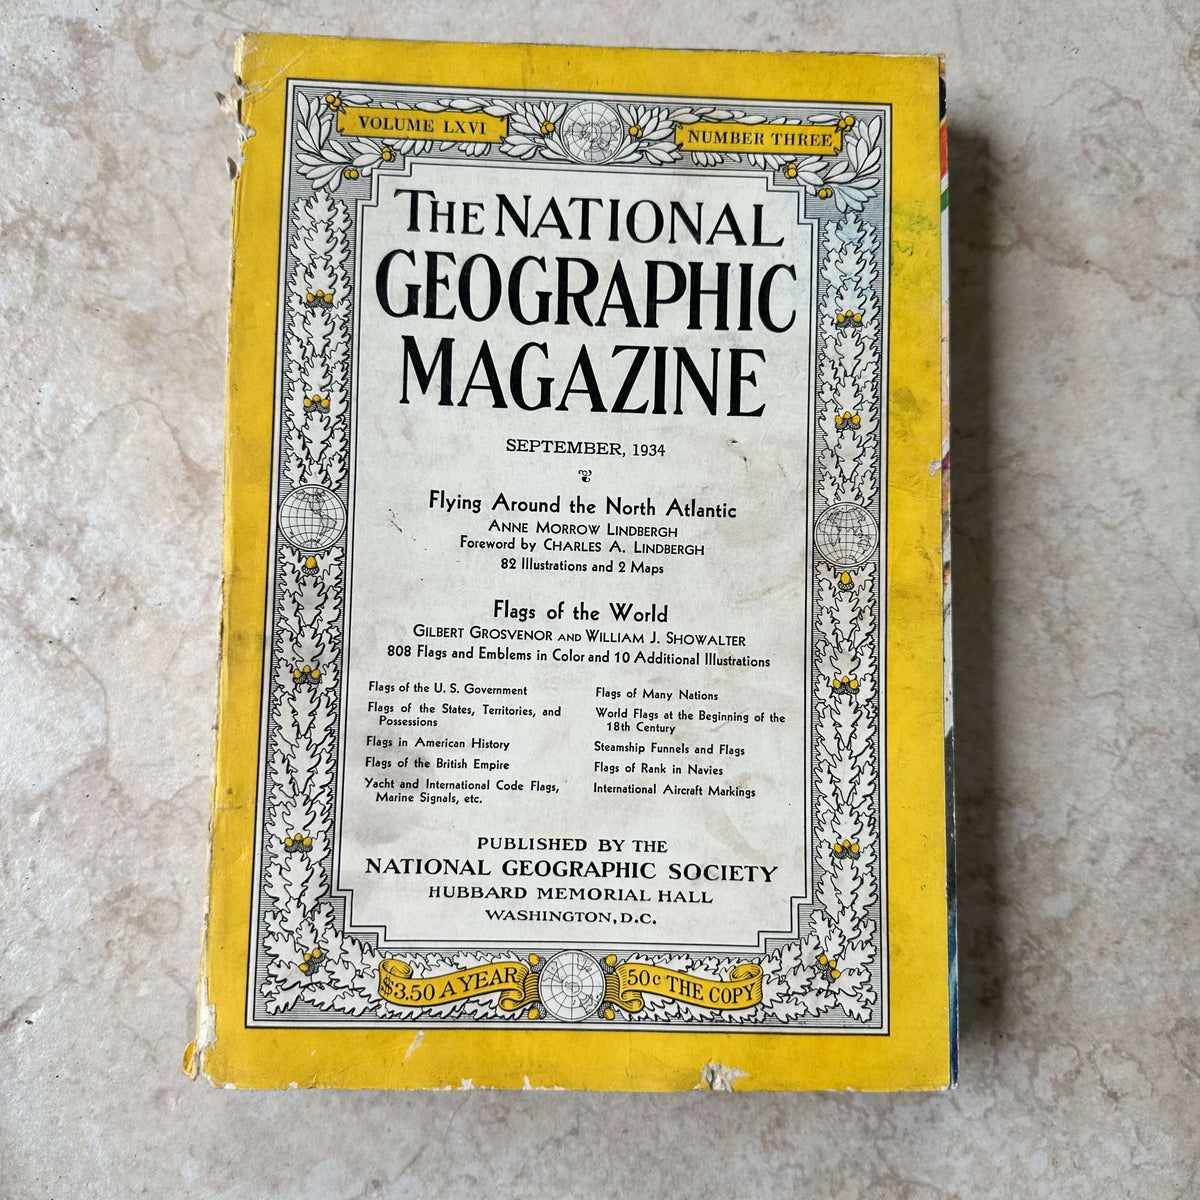 VOLUME LXVI
NUMBER THREE
THE NATIONAL
GEOGRAPHIC
MAGAZINE
SEPTEMBER, 1934
Flying Around the North Atlantic
ANNE MORROW LINDBERGH
Foreword by CHARLES A. LINDBERGH
82 Illustrations and 2 Maps
Flags of the World
GILBERT GROSVENOR AND WILLIAM J. SHOWALTER
808 Flags and Emblems in Color and 10 Additional Illustrations
Flags of the U. S. Government
Flags of the States, Territories, and
Possessions
Flags in American History
Flags of the British Empire
Yacht and International Code Flags,
Marine Signals, etc.
Flags of Many Nations
World Flags at the Beginning of the
18th Century
Steamship Funnels and Flags
Flags of Rank in Navies
International Aircraft Markings
PUBLISHED BY THE
NATIONAL GEOGRAPHIC SOCIETY
HUBBARD MEMORIAL HALL
WASHINGTON, D.C.
$3.50 A YEAR
50c THE COPY